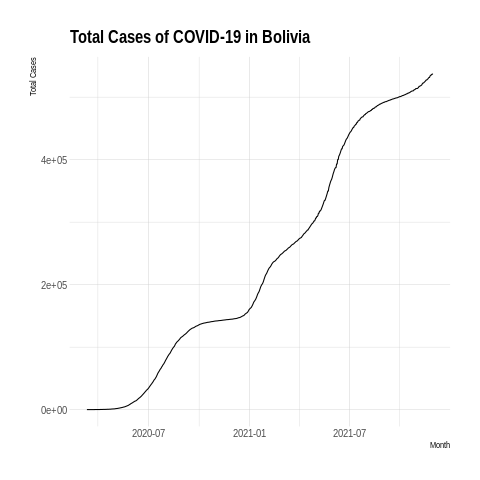 Total Cases of COVID-19 in Bolivia
Total Cases
4e+05
2e+05
0e+00
2020-07 2021-01 2021-07
Month